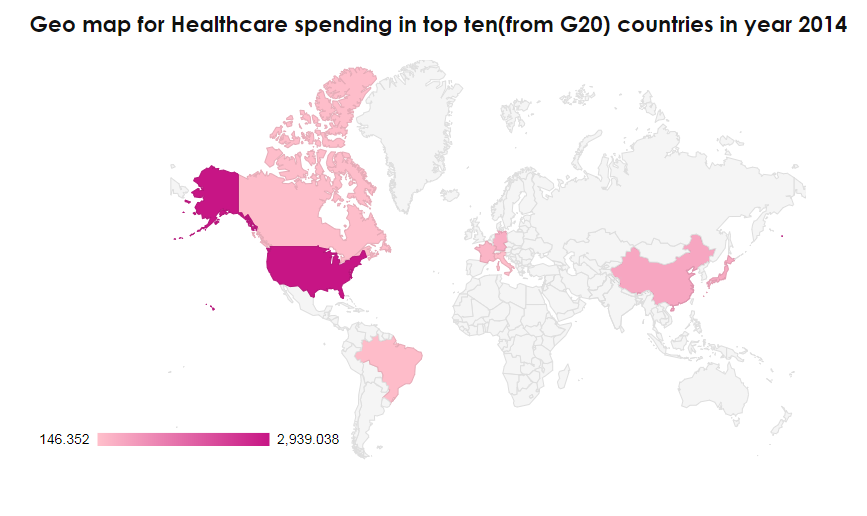 Geo map for Healthcare spending in top ten(from G20) countries in year 2014
146.352 2,939.038